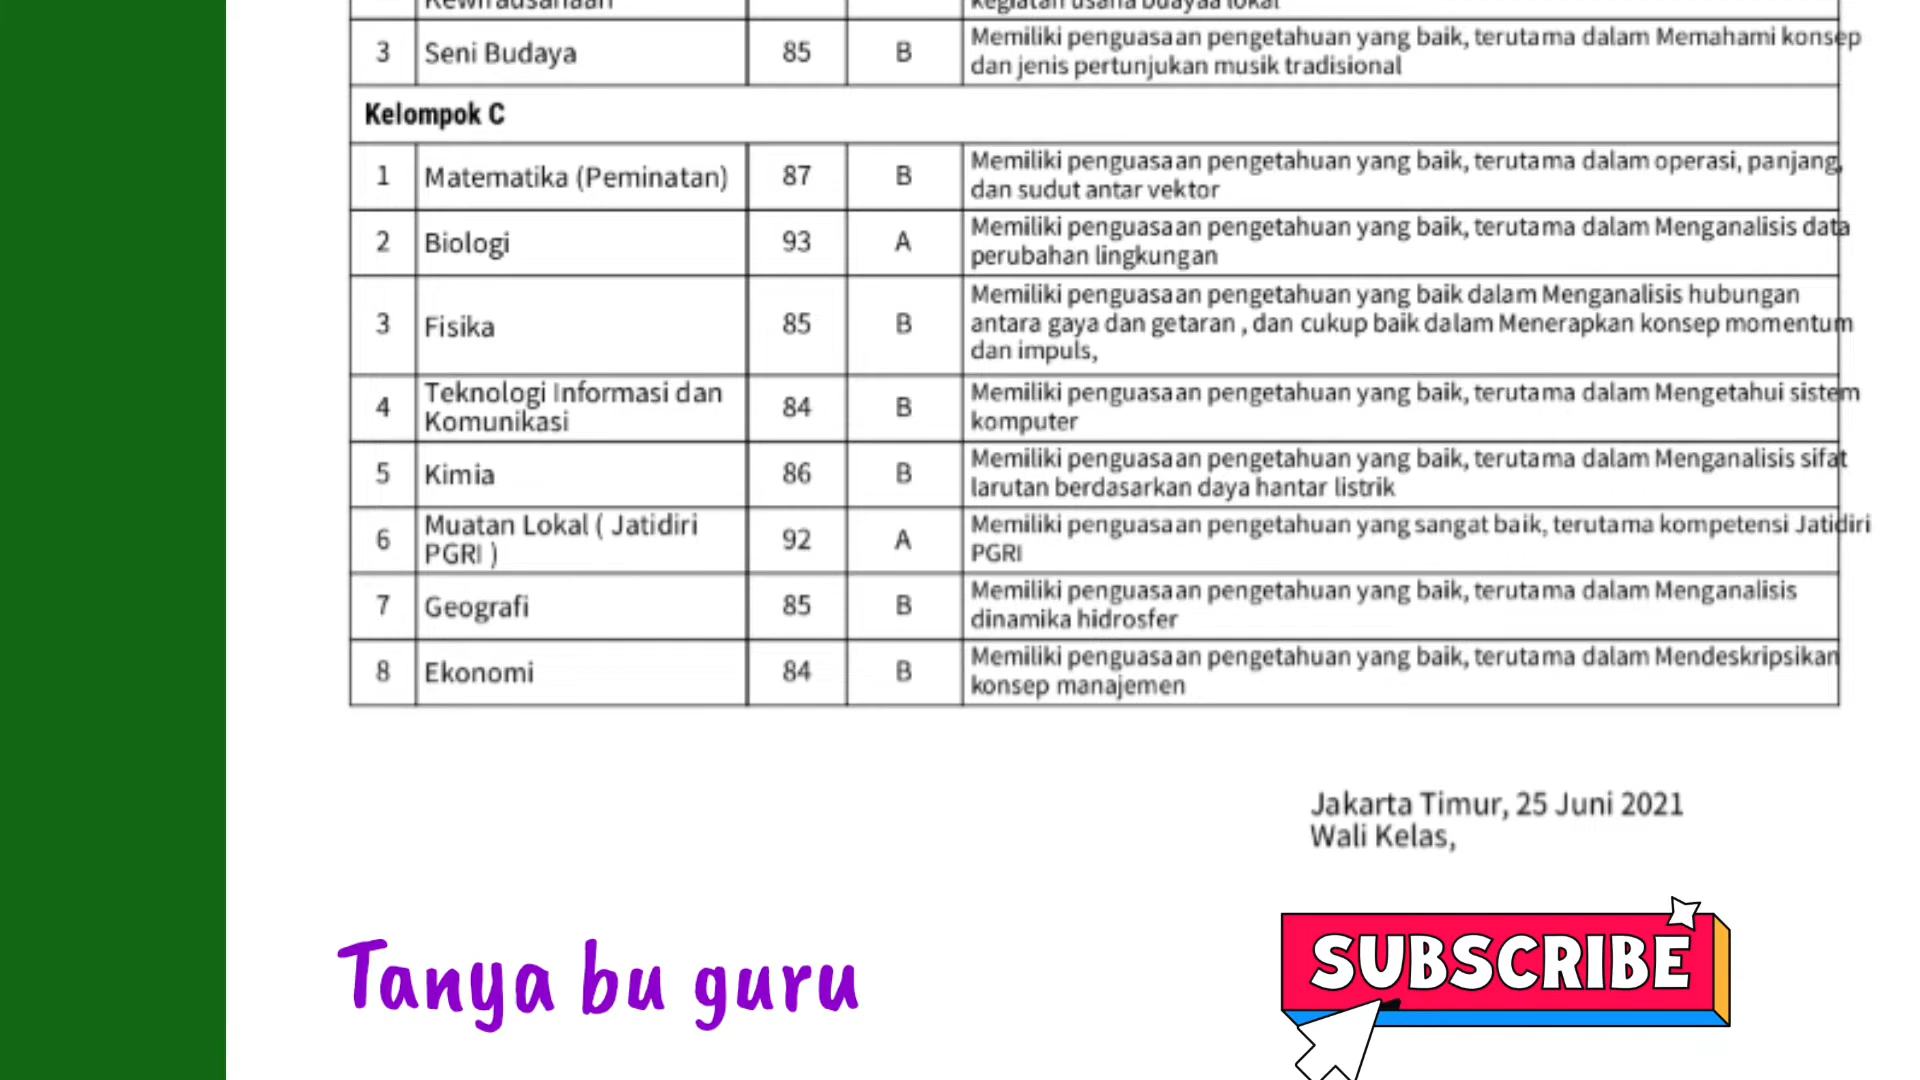 Kewirausahaan
kegiatan usaha budayaa lokal
3 Seni Budaya 85 B Memiliki penguasaan pengetahuan yang baik, terutama dalam Memahami konsep
dan jenis pertunjukan musik tradisional
Kelompok C
1 Matematika (Peminatan) 87 B Memiliki penguasaan pengetahuan yang baik, terutama dalam operasi, panjang,
dan sudut antar vektor
2 Biologi 93 A Memiliki penguasaan pengetahuan yang baik, terutama dalam Menganalisis data
perubahan lingkungan
3 Fisika 85 B Memiliki penguasaan pengetahuan yang baik dalam Menganalisis hubungan
antara gaya dan getaran , dan cukup baik dalam Menerapkan konsep momentum
dan impuls,
4 Teknologi Informasi dan Komunikasi 84 B Memiliki penguasaan pengetahuan yang baik, terutama dalam Mengetahui sistem
komputer
5 Kimia 86 B Memiliki penguasaan pengetahuan yang baik, terutama dalam Menganalisis sifat
larutan berdasarkan daya hantar listrik
6 Muatan Lokal ( Jatidiri PGRI ) 92 A Memiliki penguasaan pengetahuan yang sangat baik, terutama kompetensi Jatidiri
PGRI
7 Geografi 85 B Memiliki penguasaan pengetahuan yang baik, terutama dalam Menganalisis
dinamika hidrosfer
8 Ekonomi 84 B Memiliki penguasaan pengetahuan yang baik, terutama dalam Mendeskripsikan
konsep manajemen
Jakarta Timur, 25 Juni 2021
Wali Kelas,
Tanya bu guru
SUBSCRIBE